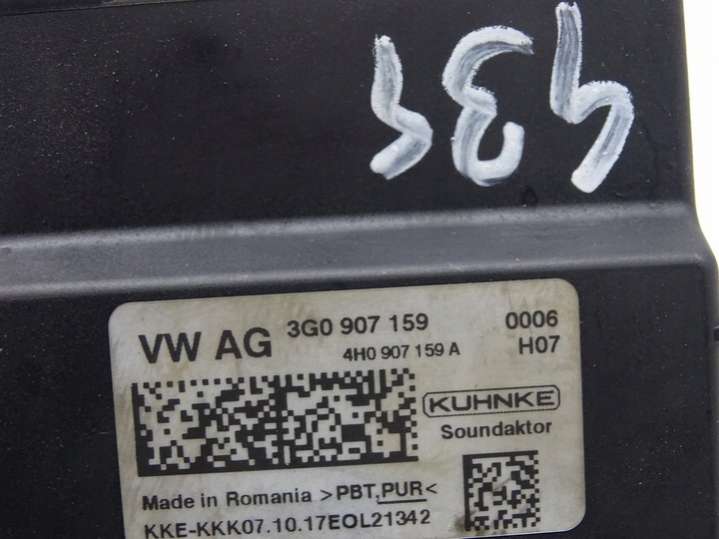 VW AG 3G0 907 159 0006
4H0 907 159 A H07
KUHNKE
Soundaktor
Made in Romania >PBT,PUR<
KKE-KKK07.10.17EOL21342